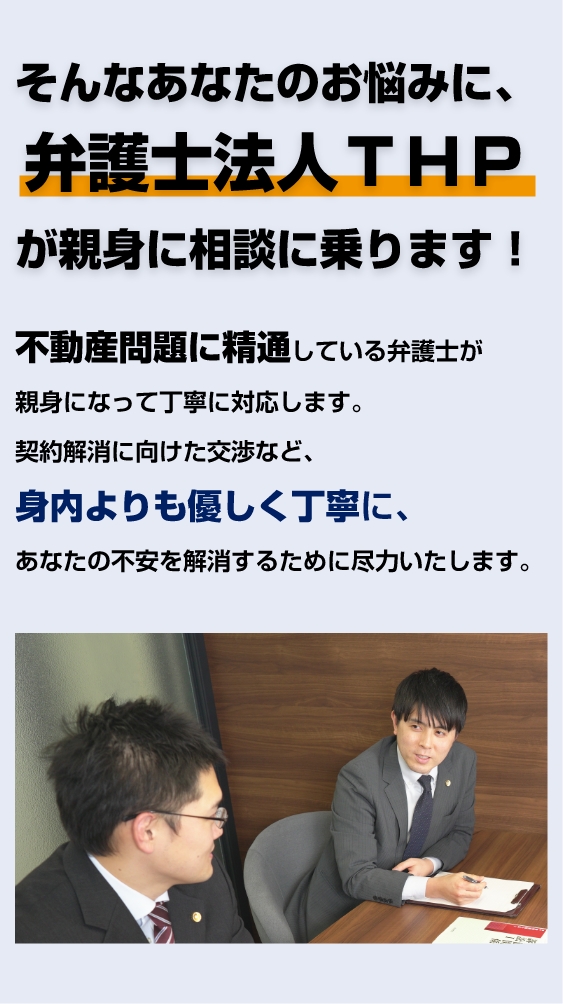 そんなあなたのお悩みに、
弁護士法人ＴＨＰ
が親身に相談に乗ります！
不動産問題に精通している弁護士が
親身になって丁寧に対応します。
契約解消に向けた交渉など、
身内よりも優しく丁寧に、
あなたの不安を解消するために尽力いたします。